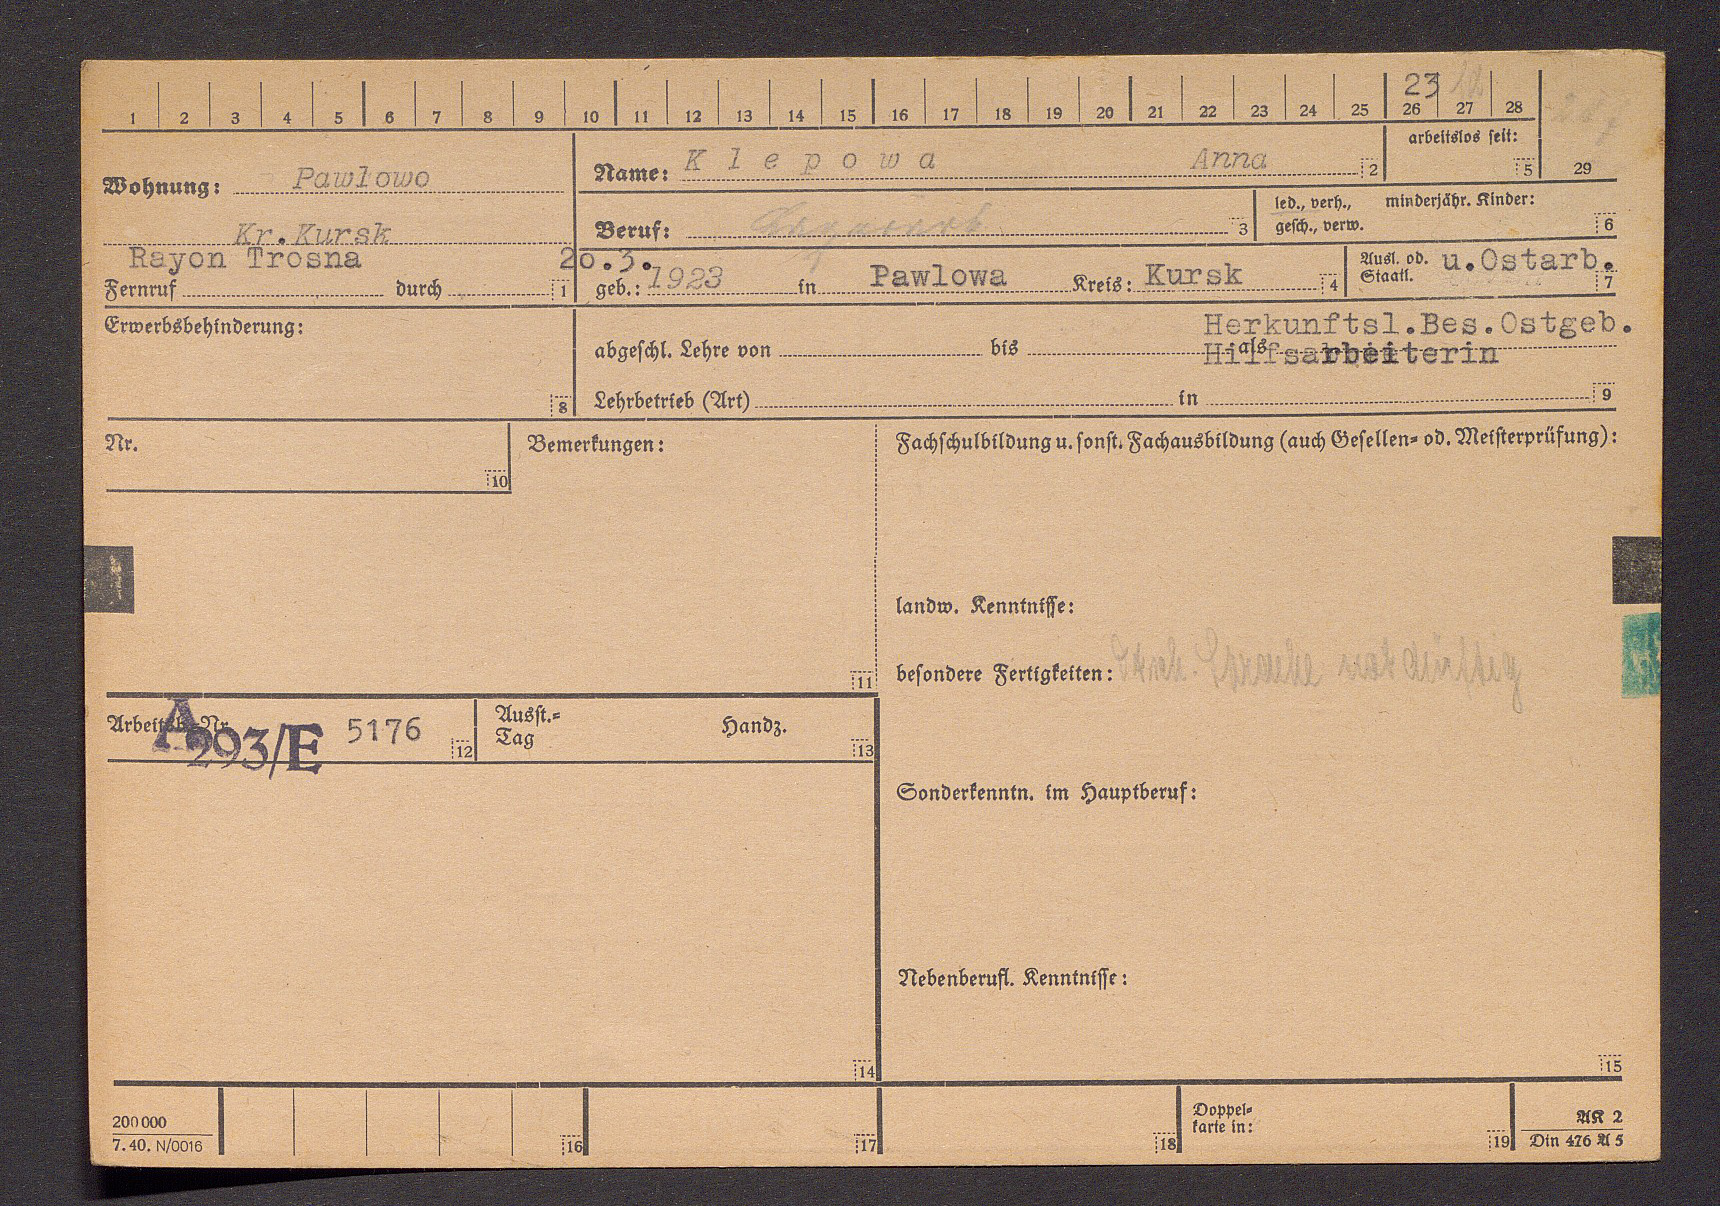 23
1 2 3 4 5 6 7 8 9 10 11 12 13 14 15 16 17 18 19 20 21 22 23 24 25 26 27 28
Wohnung: Pawlowo
Kr.Kursk
Rayon Trosna
Fernruf durch 1
Name: Klepowa Anna 2
arbeitslos seit:
5 29
Beruf: 3
led., verh., minderjähr. Kinder:
gesch., verw. 6
20.3.
geb.: 1923 in Pawlowa Kreis: Kursk 4
Ausl. od. u.Ostarb.
Staatl. 7
Erwerbsbehinderung:
8
Herkunftsl.Bes.Ostgeb.
abgeschl. Lehre von bis als
Hilfsarbeiterin
Lehrbetrieb (Art) in 9
Nr.
10
Bemerkungen:
11
Fachschulbildung u. sonst. Fachausbildung (auch Gesellen= od. Meisterprüfung):
landw. Kenntnisse:
besondere Fertigkeiten:
Sonderkenntn. im Hauptberuf:
Nebenberufl. Kenntnisse:
15
Arbeitsb.-Nr. 5176 12
A
293/E
Ausst.=
Tag Handz. 13
14
200000
7.40. N/0016
16 17 18
Doppel=
karte in: 19
AK 2
Din 476 A 5